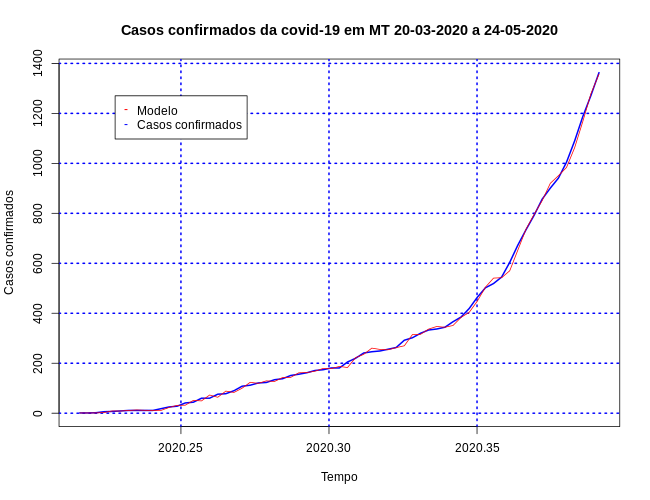 Casos confirmados da covid-19 em MT 20-03-2020 a 24-05-2020
1400
1200
1000
800
600
400
200
0
Casos confirmados
Modelo
Casos confirmados
2020.25 2020.30 2020.35
Tempo